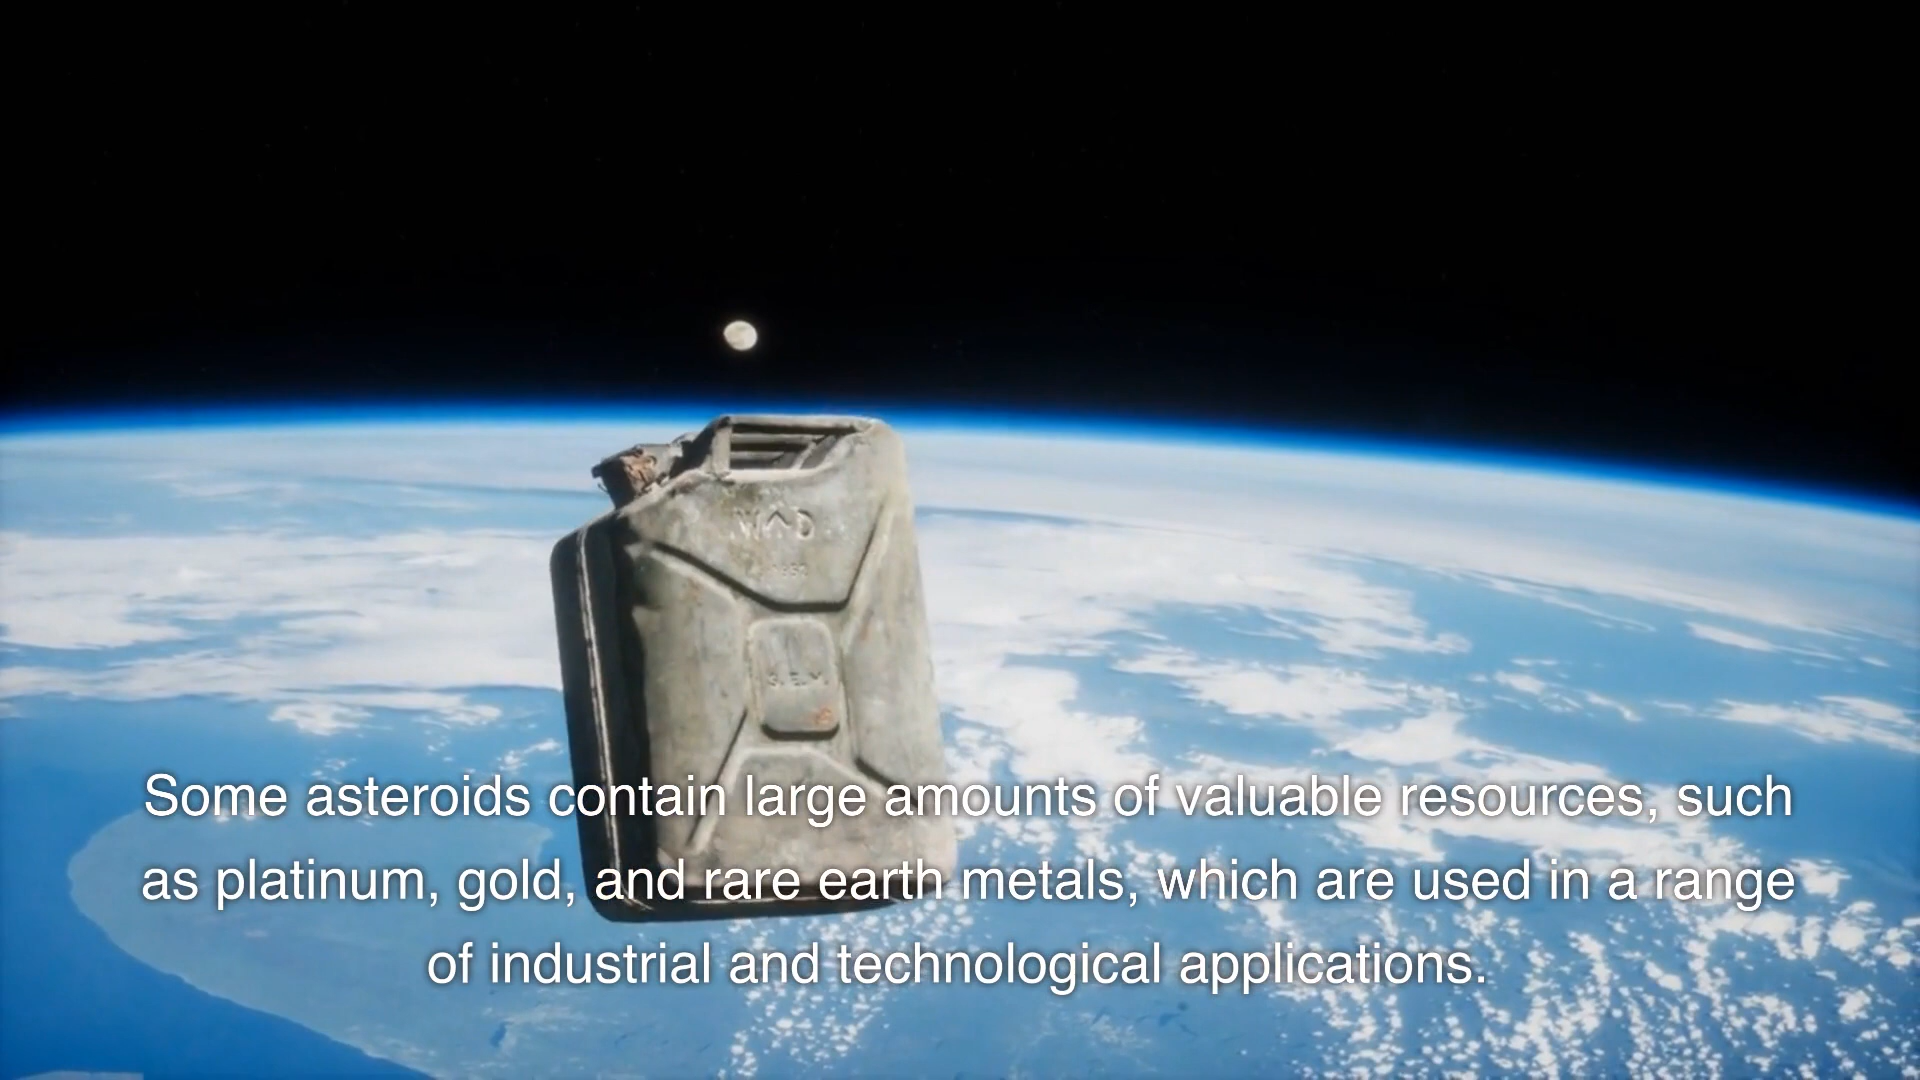 W^D
1952
Some asteroids contain large amounts of valuable resources, such
as platinum, gold, and rare earth metals, which are used in a range
of industrial and technological applications.